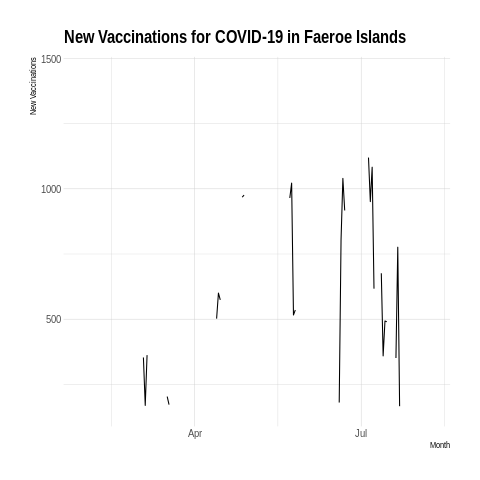 New Vaccinations for COVID-19 in Faeroe Islands
New Vaccinations
1500
1000
500
Apr
Jul
Month